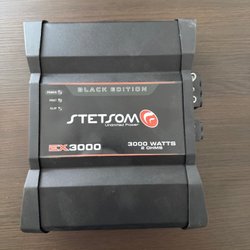 BLACK EDITION
POWER
PROT
CLIP
STETSOM
Unlimited Power
EX3000
3000 WATTS
2 OHMS